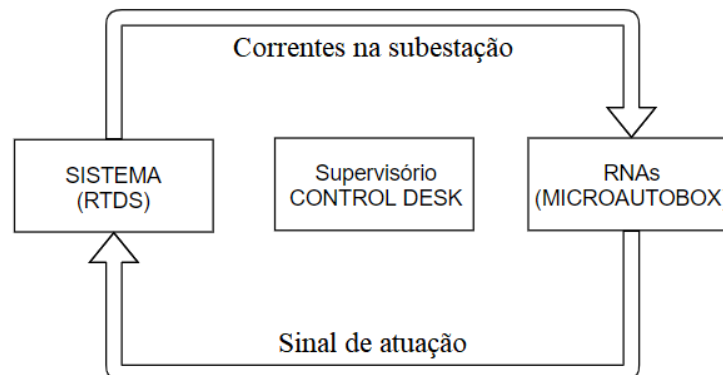 Correntes na subestação
SISTEMA
(RTDS)
Supervisório
CONTROL DESK
RNAs
(MICROAUTOBOX)
Sinal de atuação